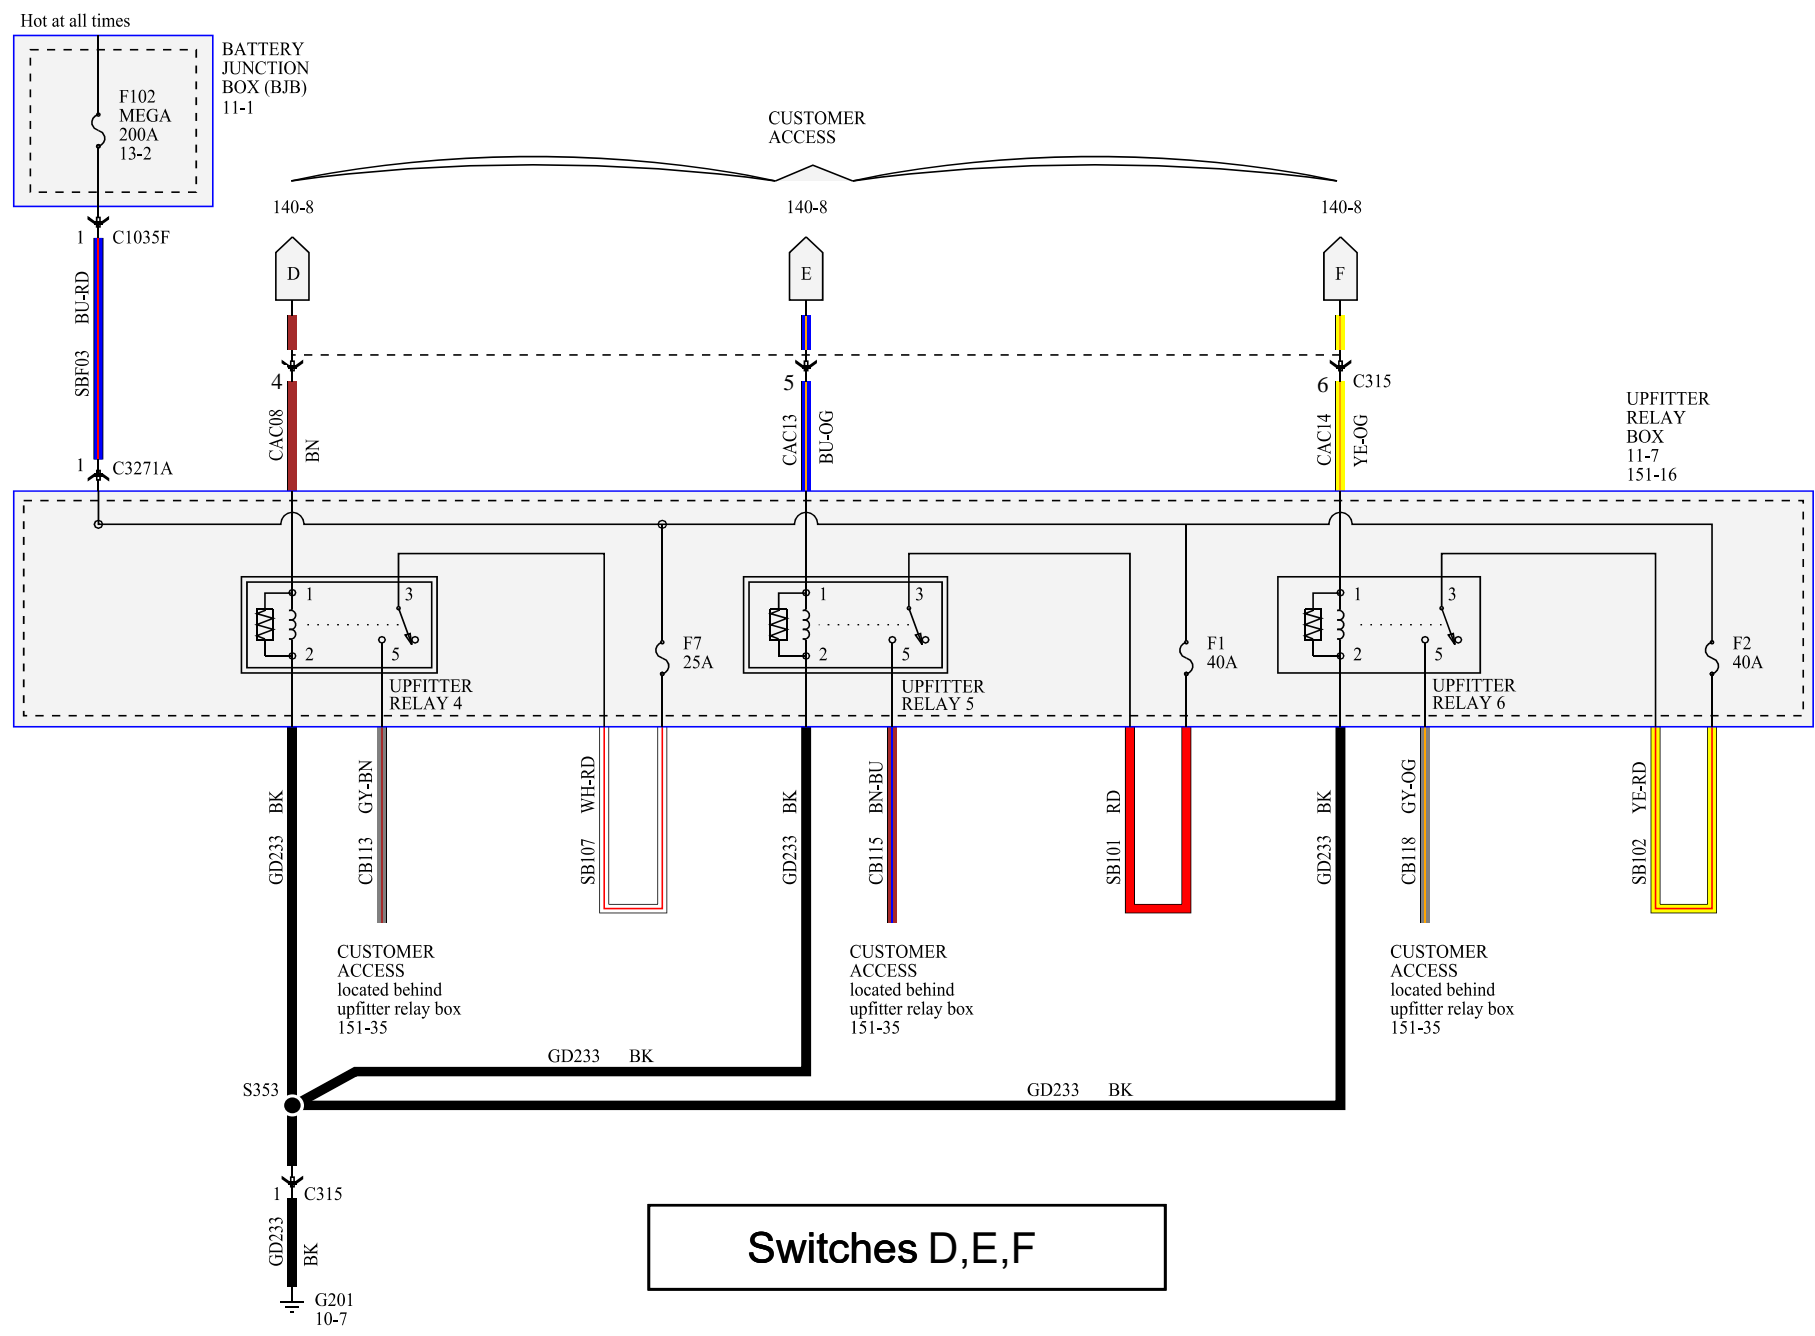 Hot at all times
BATTERY
JUNCTION
BOX (BJB)
11-1
F102
MEGA
200A
13-2
CUSTOMER
ACCESS
140-8
140-8
140-8
1
C1035F
BU-RD
SBF03
1
C3271A
D
E
F
4
5
6
C315
CAC08
BN
CAC13
BU-OG
CAC14
YE-OG
UPFITTER
RELAY
BOX
11-7
151-16
1
3
2
5
UPFITTER
RELAY 4
F7
25A
1
3
2
5
UPFITTER
RELAY 5
F1
40A
1
3
2
5
UPFITTER
RELAY 6
F2
40A
BK
GD233
GY-BN
CB113
WH-RD
SB107
BK
GD233
BN-BU
CB115
RD
SB101
BK
GD233
GY-OG
CB118
YE-RD
SB102
CUSTOMER
ACCESS
located behind
upfitter relay box
151-35
CUSTOMER
ACCESS
located behind
upfitter relay box
151-35
CUSTOMER
ACCESS
located behind
upfitter relay box
151-35
GD233 BK
S353
GD233 BK
1
C315
GD233
BK
G201
10-7
Switches D,E,F